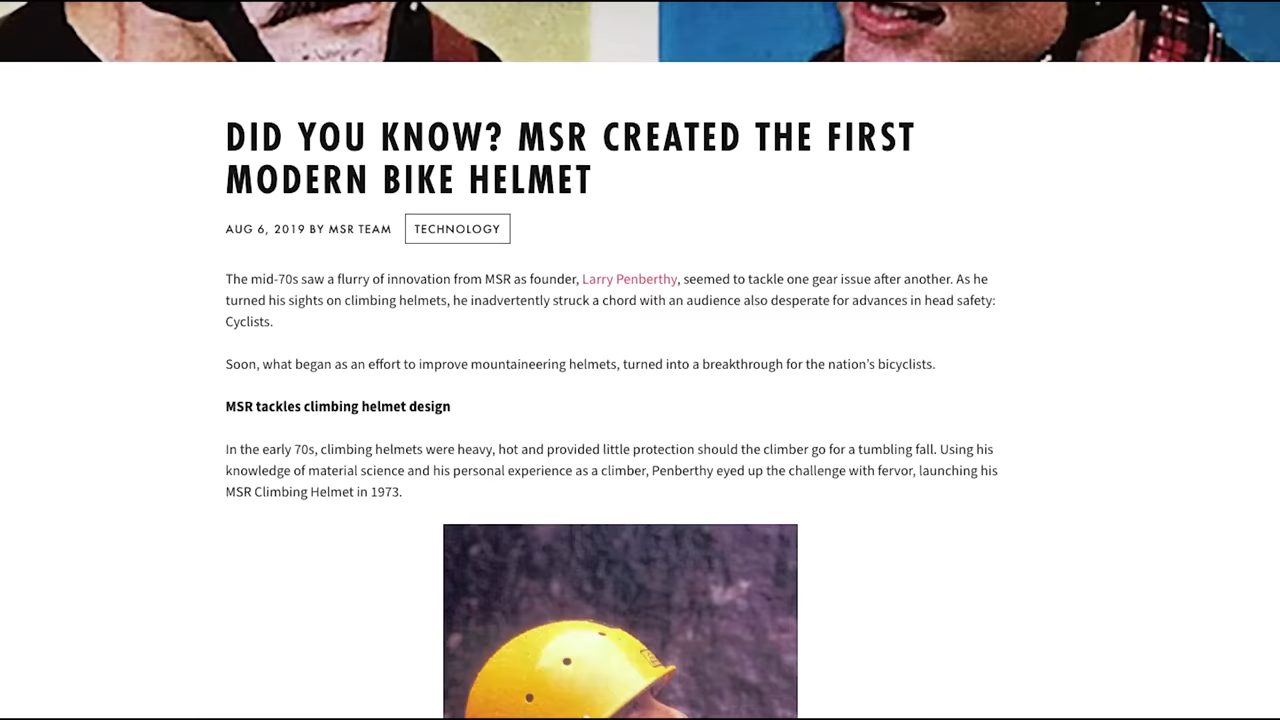 DID YOU KNOW? MSR CREATED THE FIRST
MODERN BIKE HELMET
AUG 6, 2019 BY MSR TEAM TECHNOLOGY
The mid-70s saw a flurry of innovation from MSR as founder, Larry Penberthy, seemed to tackle one gear issue after another. As he
turned his sights on climbing helmets, he inadvertently struck a chord with an audience also desperate for advances in head safety:
Cyclists.
Soon, what began as an effort to improve mountaineering helmets, turned into a breakthrough for the nation’s bicyclists.
MSR tackles climbing helmet design
In the early 70s, climbing helmets were heavy, hot and provided little protection should the climber go for a tumbling fall. Using his
knowledge of material science and his personal experience as a climber, Penberthy eyed up the challenge with fervor, launching his
MSR Climbing Helmet in 1973.